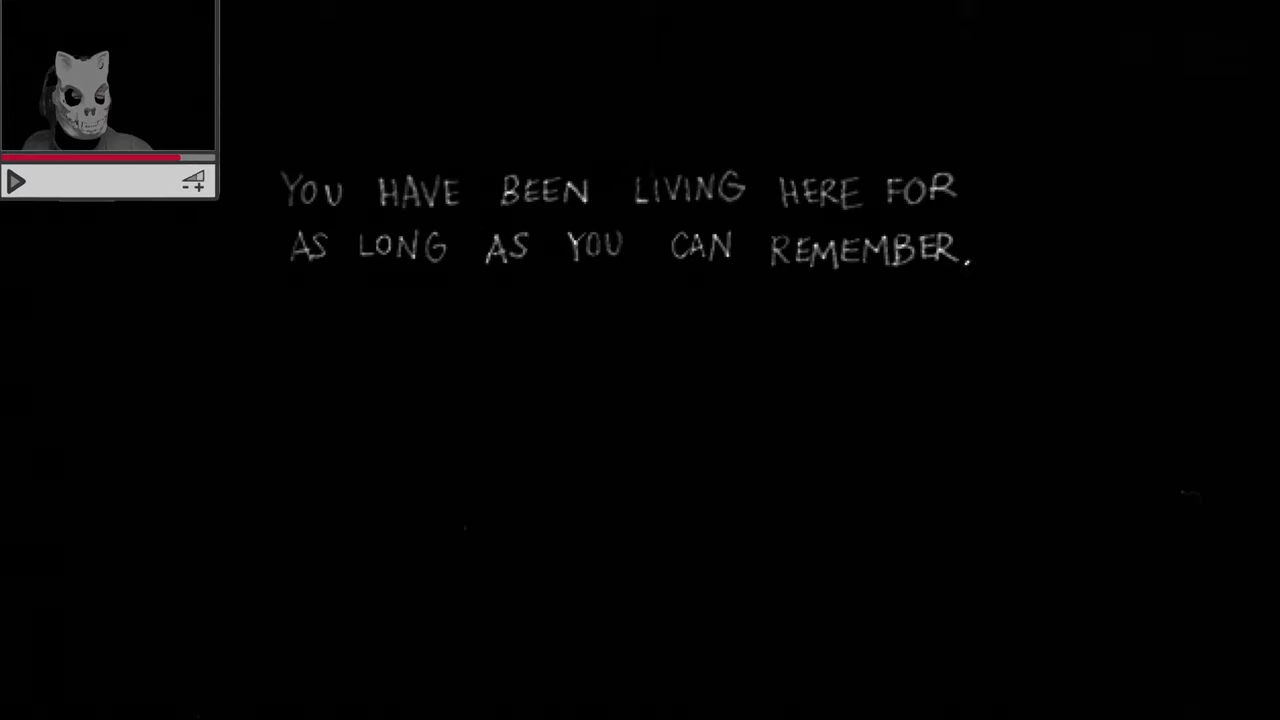 YOU HAVE BEEN LIVING HERE FOR
AS LONG AS YOU CAN REMEMBER.